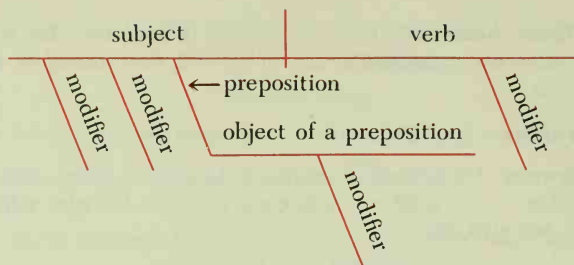 subject verb
modifier
modifier
←preposition
object of a preposition
modifier
modifier